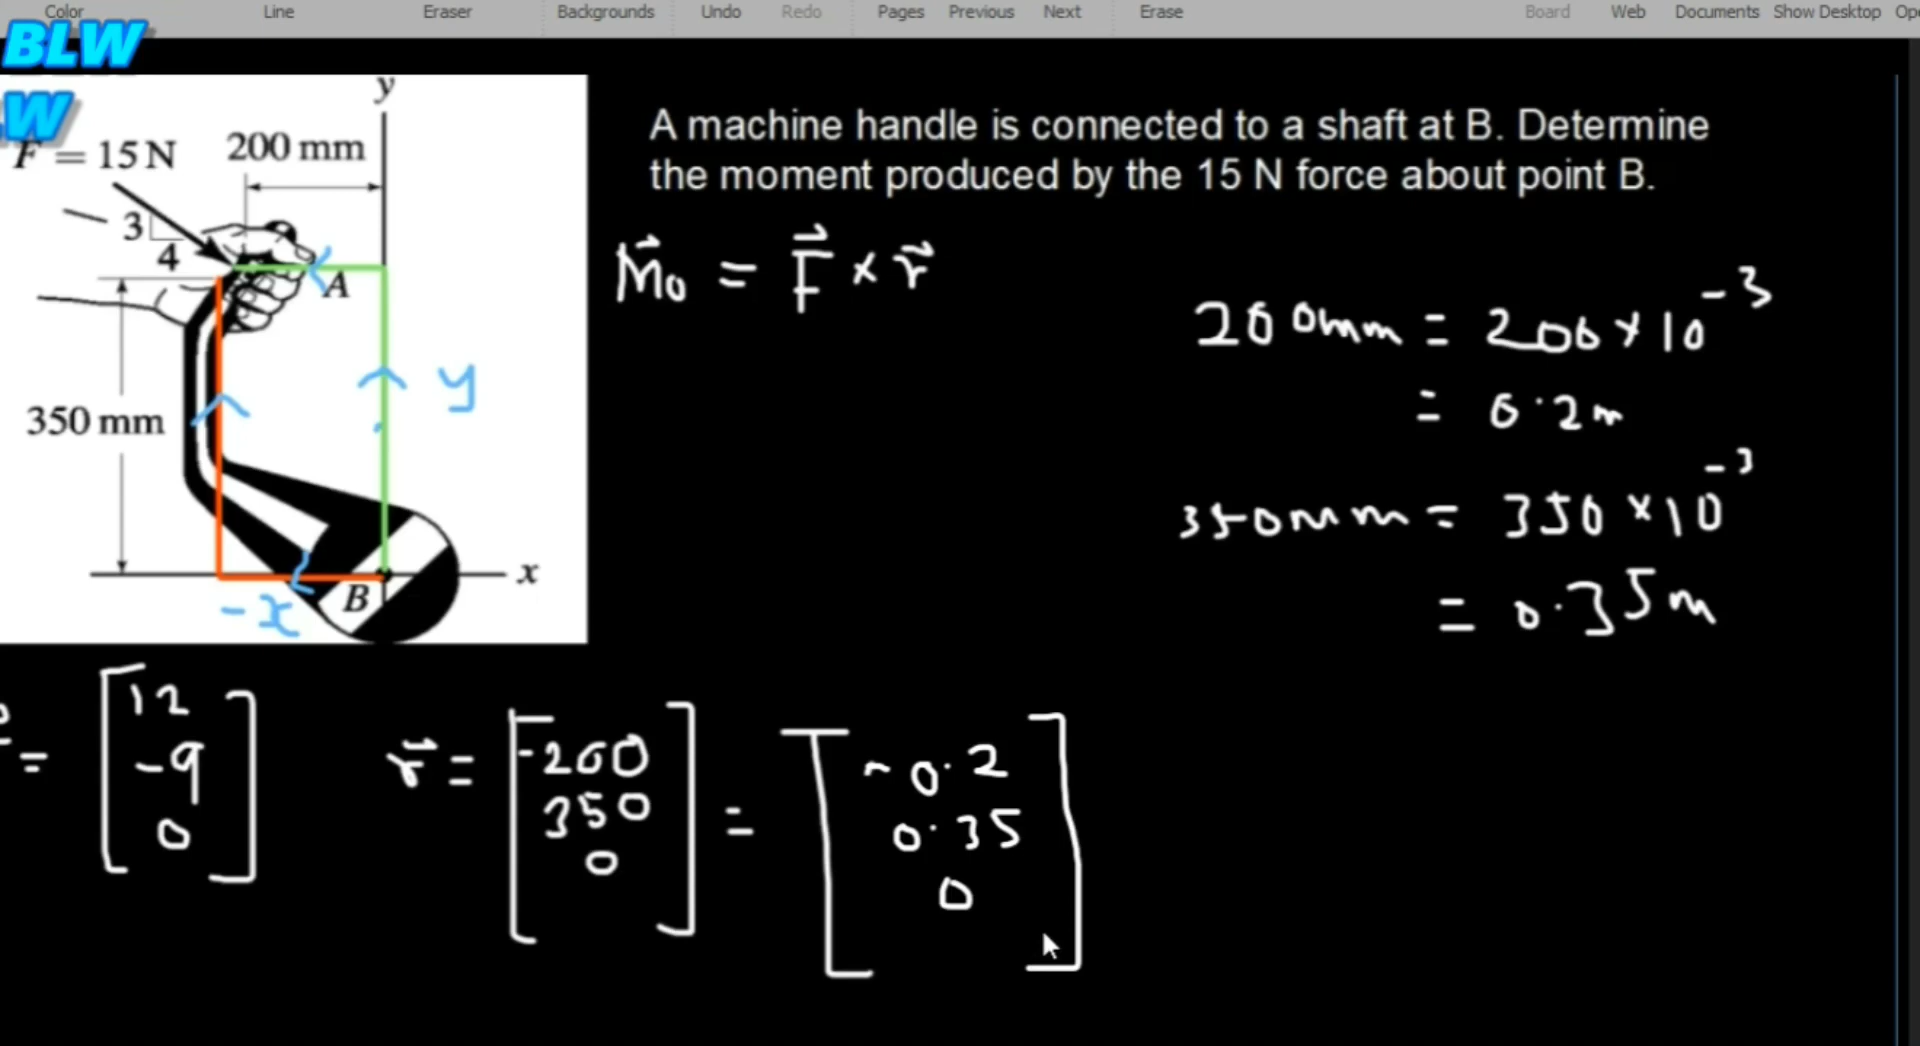 Color Line Eraser Backgrounds Undo Redo Pages Previous Next Erase Board Web Documents Show Desktop
BLW
W
y
F = 15 N
200 mm
3
4
A
350 mm
y
x
B
-x
A machine handle is connected to a shaft at B. Determine
the moment produced by the 15 N force about point B.
M⃗o = F⃗ × r⃗
200mm = 200 × 10⁻³
= 0.2m
350mm = 350 × 10⁻³
= 0.35m
= [12
-9
0]
r⃗ = [-200
350
0]
= [-0.2
0.35
0]